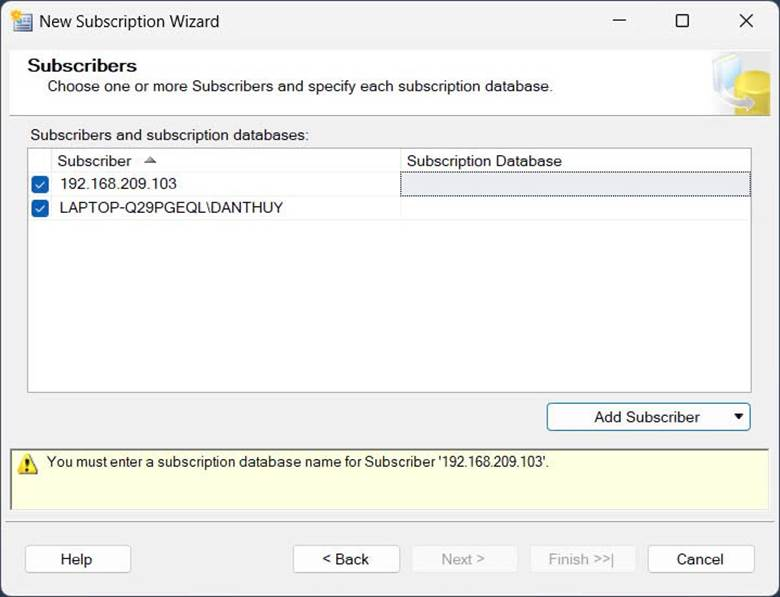 New Subscription Wizard
Subscribers
Choose one or more Subscribers and specify each subscription database.
Subscribers and subscription databases:
Subscriber Subscription Database
192.168.209.103
LAPTOP-Q29PGEQL\DANTHUY
Add Subscriber
You must enter a subscription database name for Subscriber '192.168.209.103'.
Help < Back Next > Finish >>| Cancel